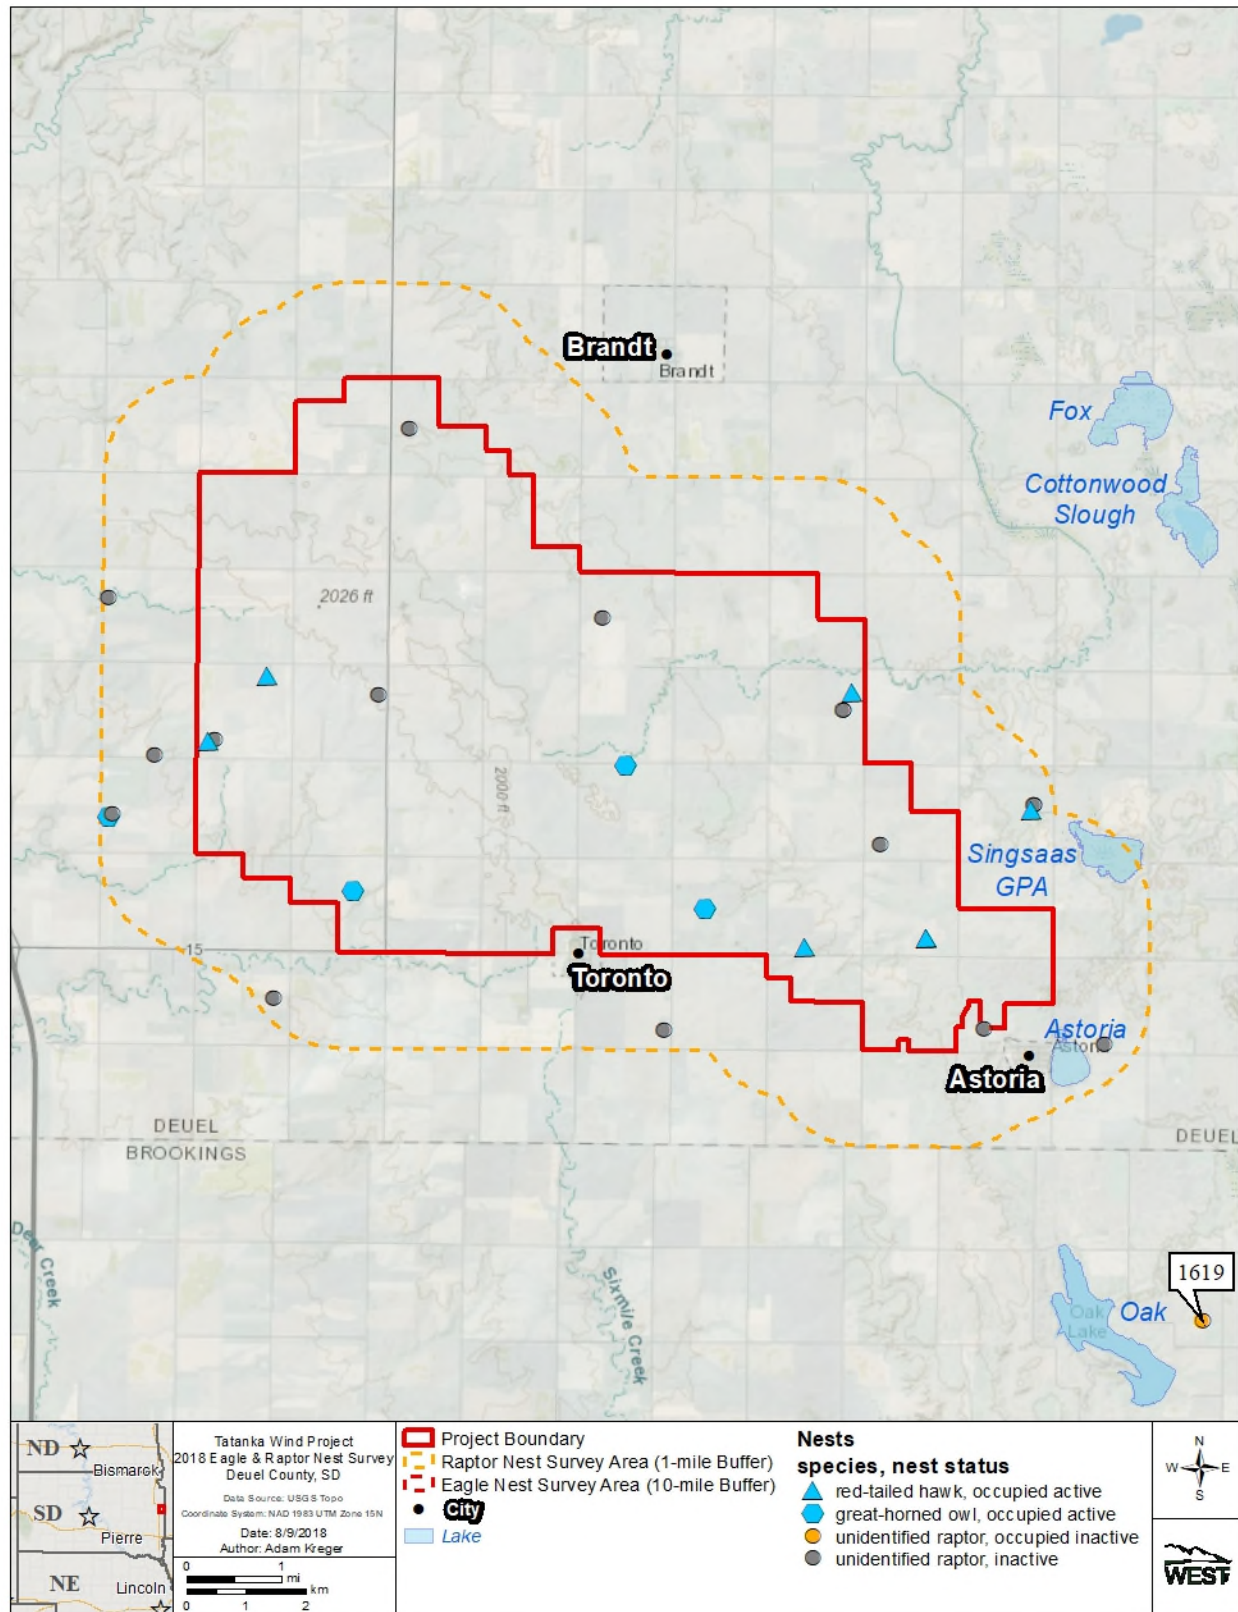 Brandt
Brandt
Fox
Cottonwood
Slough
2026 ft
2000 ft
Singsaas
GPA
15
Toronto
Toronto
Astoria
Astoria
DEUEL
BROOKINGS
DEUEL
Deer Creek
Sixmile Creek
1619
Oak
Oak
Lake
ND
Bismarck
SD
Pierre
NE
Lincoln
Tatanka Wind Project
2018 Eagle & Raptor Nest Survey
Deuel County, SD
Data Source: USGS Topo
Coordinate System: NAD 1983 UTM Zone 15N
Date: 8/9/2018
Author: Adam Kreger
0 1
mi
km
0 1 2
Project Boundary
Raptor Nest Survey Area (1-mile Buffer)
Eagle Nest Survey Area (10-mile Buffer)
City
Lake
Nests
species, nest status
red-tailed hawk, occupied active
great-horned owl, occupied active
unidentified raptor, occupied inactive
unidentified raptor, inactive
N
W E
S
WEST